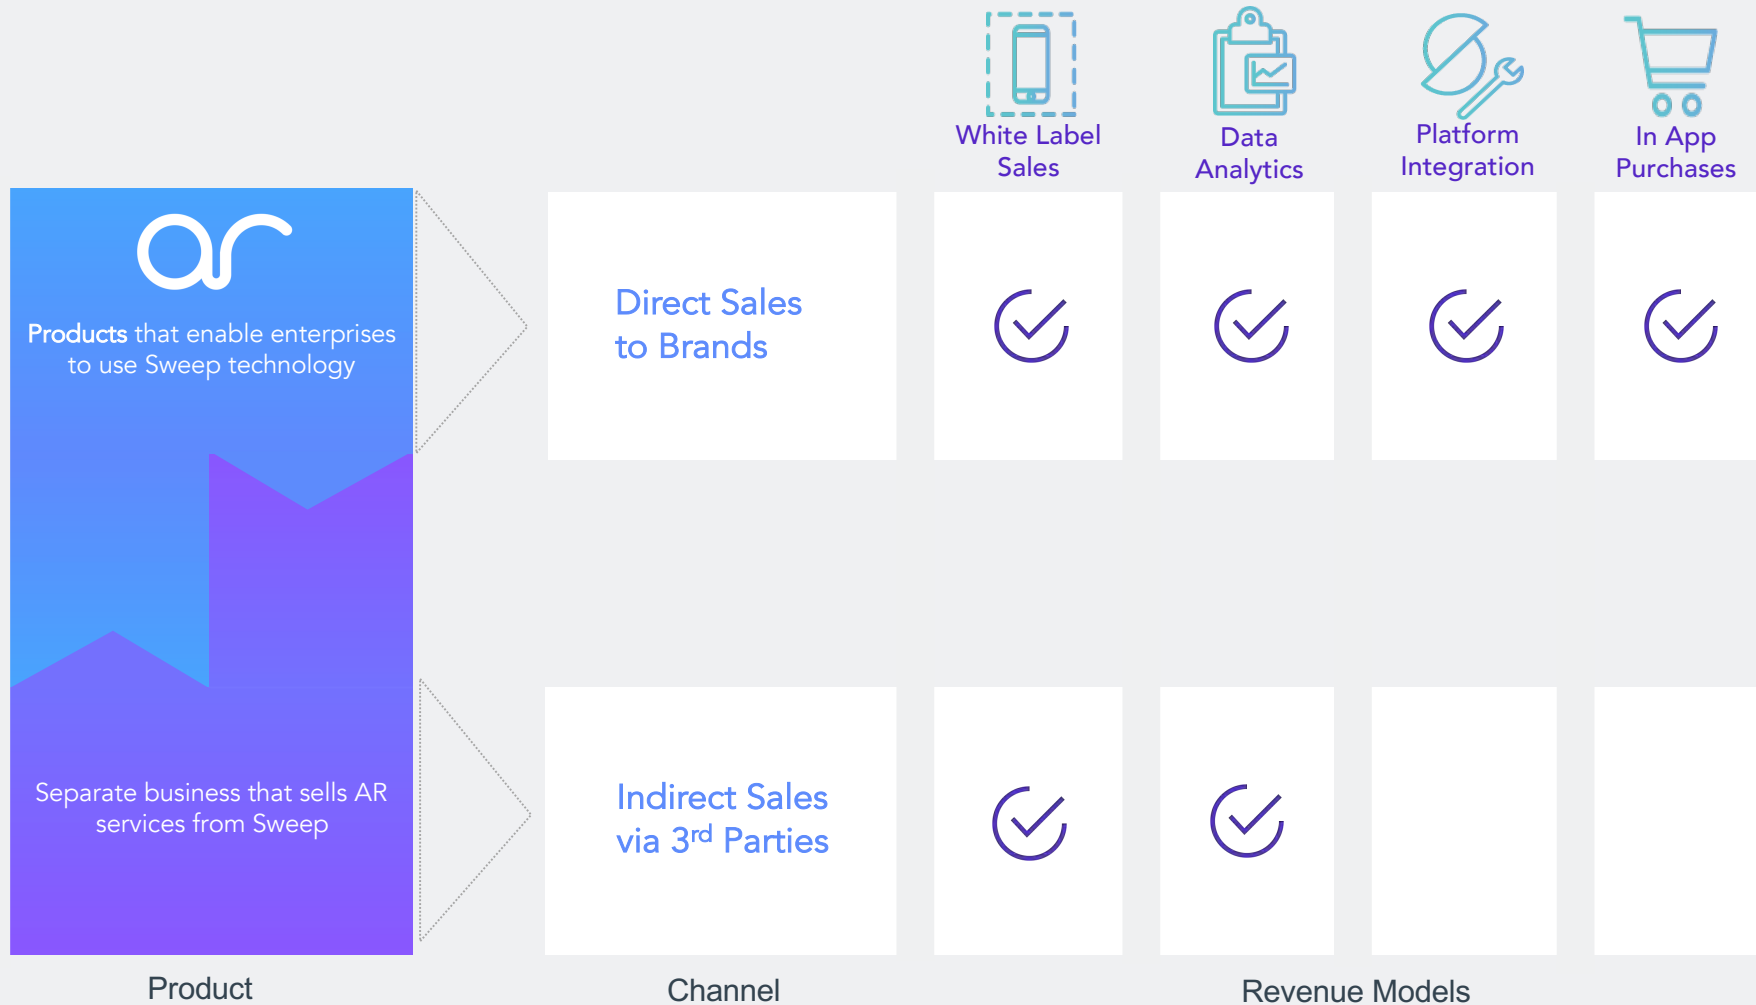 White Label
Sales
Data
Analytics
Platform
Integration
In App
Purchases
ar
Products that enable enterprises
to use Sweep technology
Direct Sales
to Brands
Separate business that sells AR
services from Sweep
Indirect Sales
via 3rd Parties
Product
Channel
Revenue Models